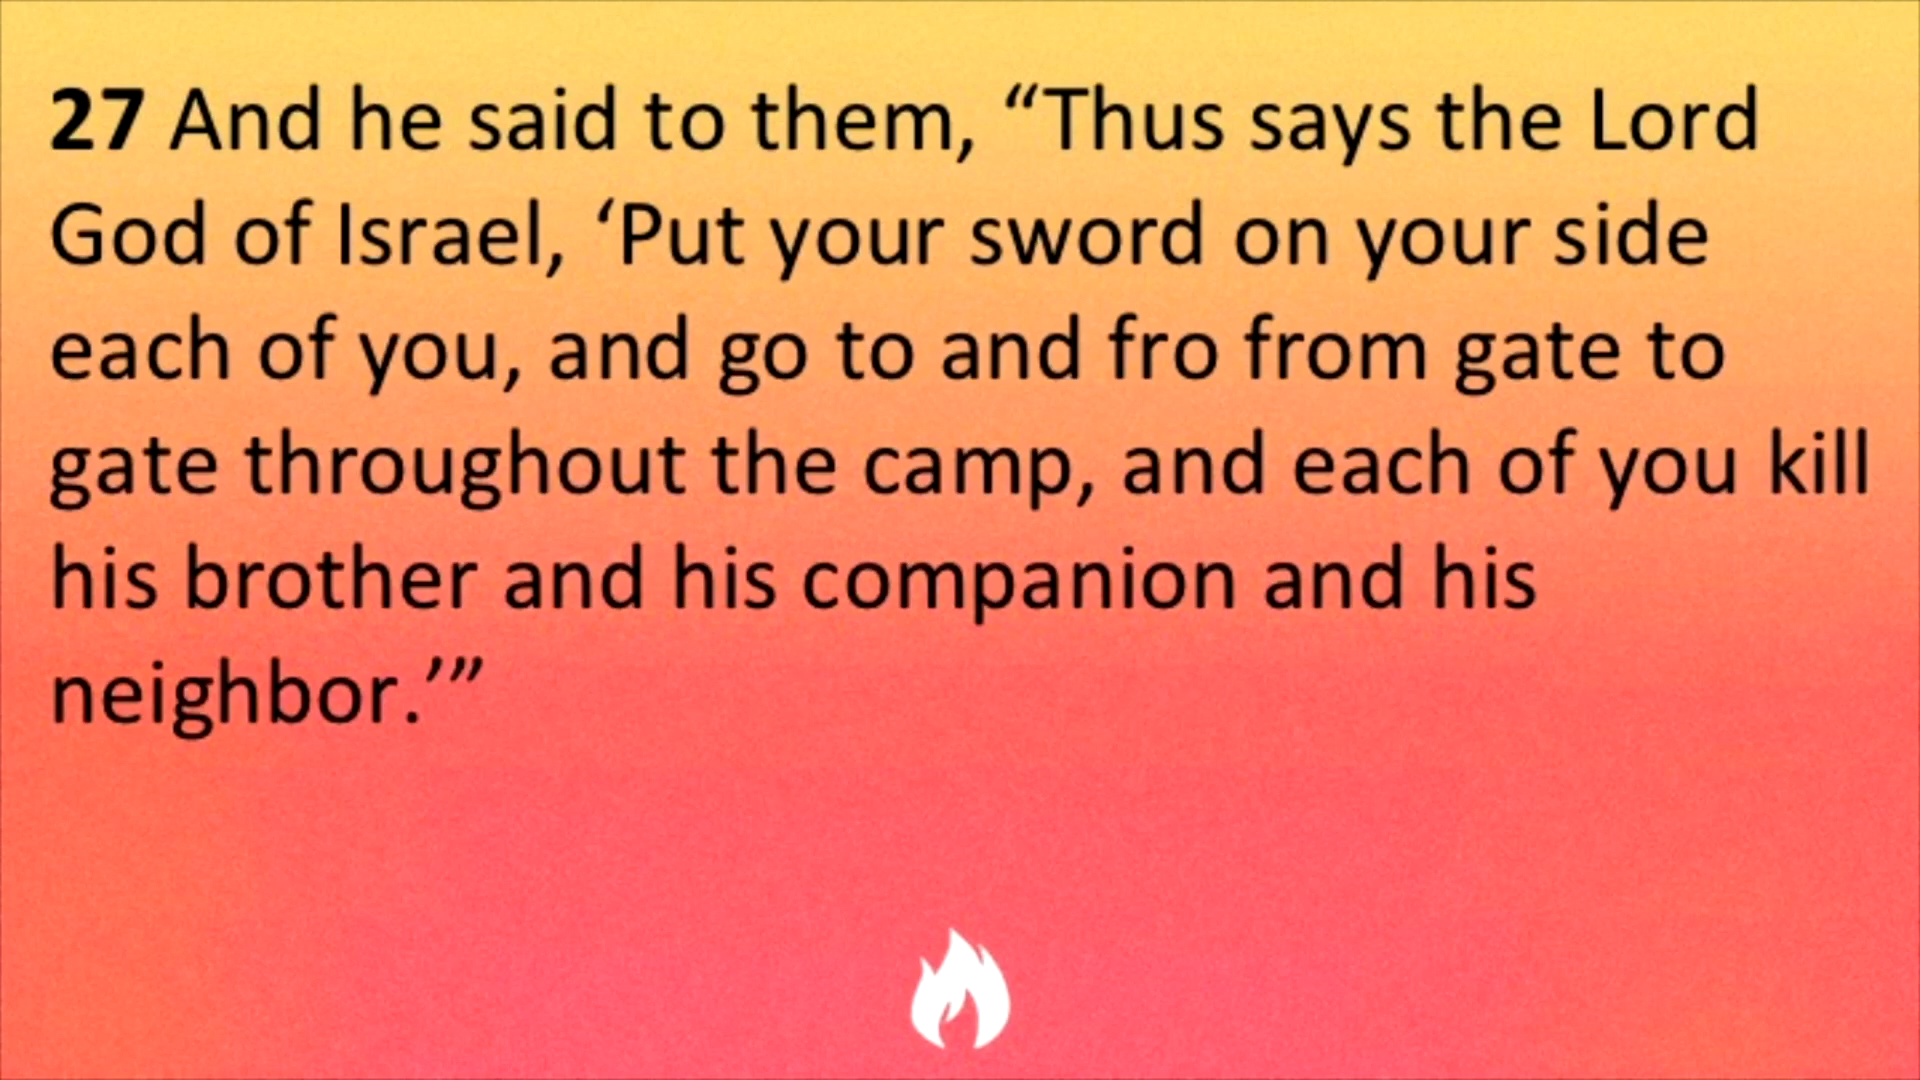 27 And he said to them, “Thus says the Lord
God of Israel, ‘Put your sword on your side
each of you, and go to and fro from gate to
gate throughout the camp, and each of you kill
his brother and his companion and his
neighbor.’”